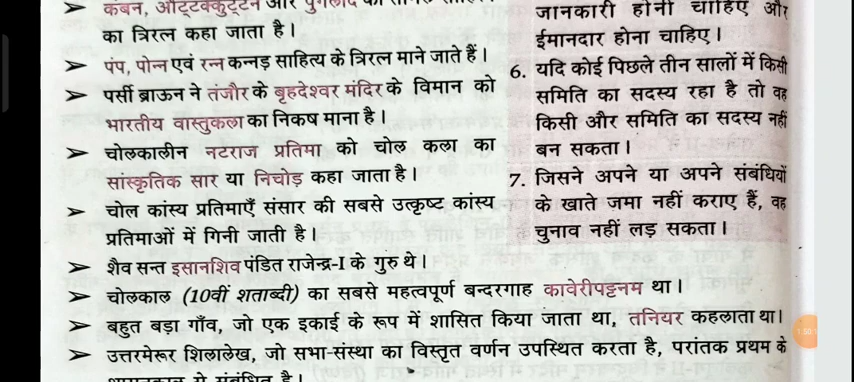 कंबन, औट्टक्कुट्टन और पुगलेंदि को
का त्रिरत्न कहा जाता है।
पंप, पोन्न एवं रन्न कन्नड़ साहित्य के त्रिरत्न माने जाते हैं।
पर्सी ब्राऊन ने तंजौर के बृहदेश्वर मंदिर के विमान को
भारतीय वास्तुकला का निकष माना है।
चोलकालीन नटराज प्रतिमा को चोल कला का
सांस्कृतिक सार या निचोड़ कहा जाता है।
चोल कांस्य प्रतिमाएँ संसार की सबसे उत्कृष्ट कांस्य
प्रतिमाओं में गिनी जाती है।
जानकारी होनी चाहिए और
ईमानदार होना चाहिए।
6. यदि कोई पिछले तीन सालों में किसी
समिति का सदस्य रहा है तो वह
किसी और समिति का सदस्य नहीं
बन सकता।
7. जिसने अपने या अपने संबंधियों
के खाते जमा नहीं कराए हैं, वह
चुनाव नहीं लड़ सकता।
शैव सन्त इसानशिव पंडित राजेन्द्र-I के गुरु थे।
चोलकाल (10वीं शताब्दी) का सबसे महत्वपूर्ण बन्दरगाह कावेरीपट्टनम था।
बहुत बड़ा गाँव, जो एक इकाई के रूप में शासित किया जाता था, तनियर कहलाता था।
उत्तरमेरूर शिलालेख, जो सभा-संस्था का विस्तृत वर्णन उपस्थित करता है, परांतक प्रथम के